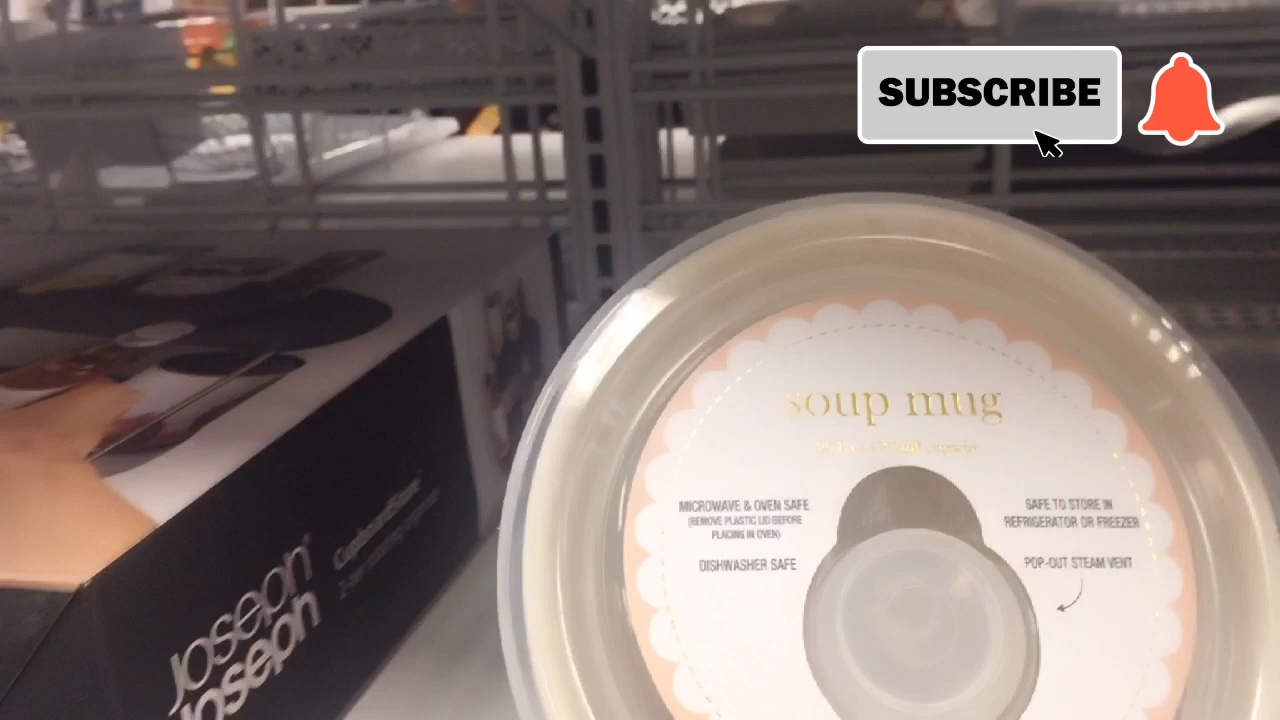 SUBSCRIBE
soup mug
MICROWAVE & OVEN SAFE
(REMOVE PLASTIC LID BEFORE
PLACING IN OVEN)
DISHWASHER SAFE
SAFE TO STORE IN
REFRIGERATOR OR FREEZER
POP-OUT STEAM VENT
Joseph
Joseph
CupboardStore